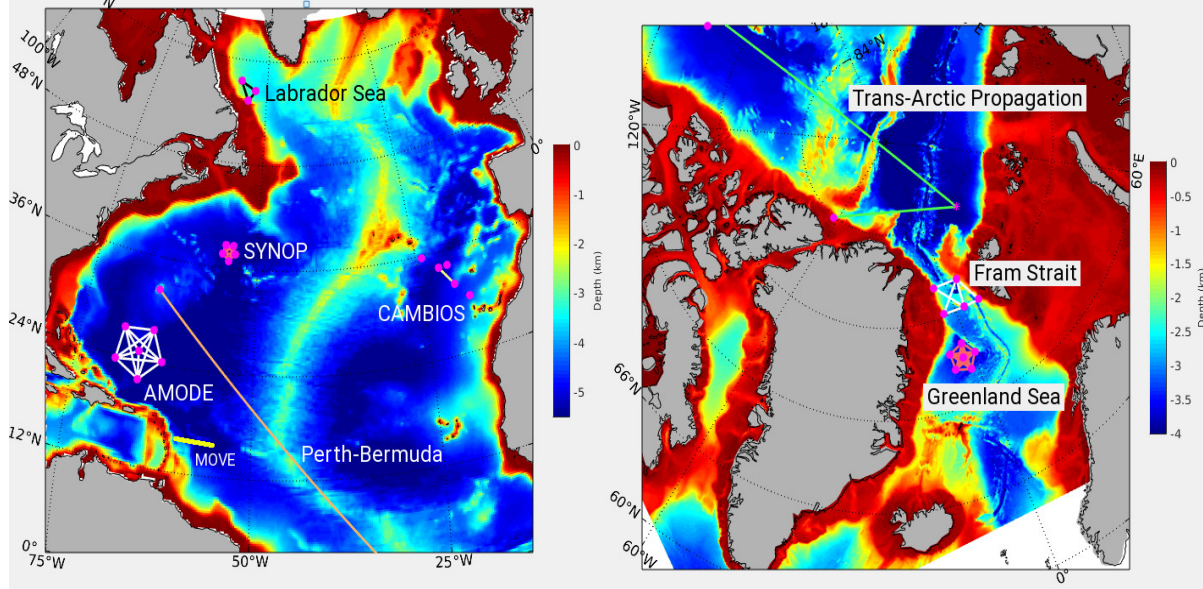 100°W
48°N
36°N
24°N
12°N
0°
75°W
50°W
25°W
0°
Labrador Sea
SYNOP
CAMBIOS
AMODE
MOVE
Perth-Bermuda
0
-1
-2
-3
-4
-5
Depth (km)
84°N
E
120°W
60°E
Trans-Arctic Propagation
Fram Strait
Greenland Sea
66°N
60°N
60°W
0°
0
-0.5
-1
-1.5
-2
-2.5
-3
-3.5
-4
Depth (km)